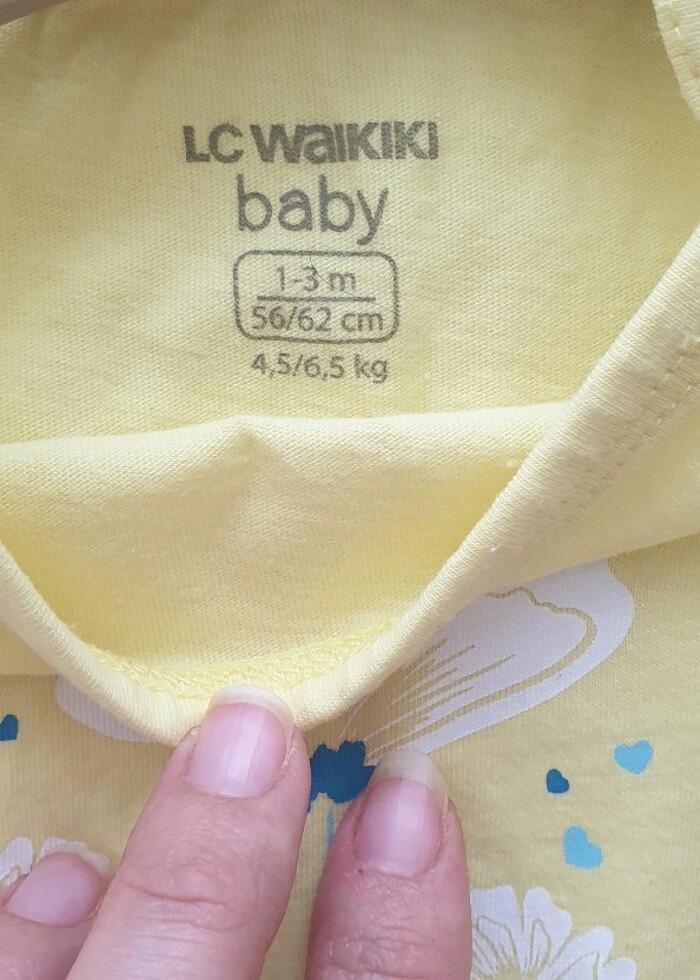 LC WAIKIKI
baby
1-3 m
56/62 cm
4,5/6,5 kg